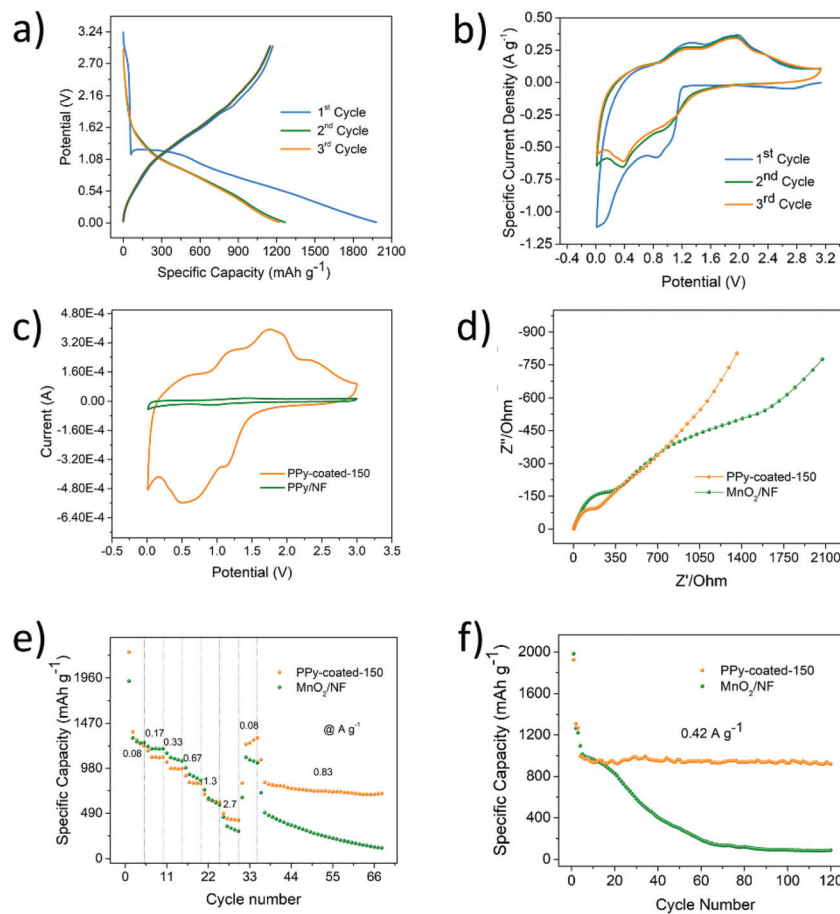 a)
3.24
2.70
2.16
1.62
1.08
0.54
0.00
Potential (V)
1st Cycle
2nd Cycle
3rd Cycle
0 300 600 900 1200 1500 1800 2100
Specific Capacity (mAh g-1)
b)
0.50
0.25
0.00
-0.25
-0.50
-0.75
-1.00
-1.25
Specific Current Density (A g-1)
1st Cycle
2nd Cycle
3rd Cycle
-0.4 0.0 0.4 0.8 1.2 1.6 2.0 2.4 2.8 3.2
Potential (V)
c)
4.80E-4
3.20E-4
1.60E-4
0.00
-1.60E-4
-3.20E-4
-4.80E-4
-6.40E-4
Current (A)
PPy-coated-150
PPy/NF
-0.5 0.0 0.5 1.0 1.5 2.0 2.5 3.0 3.5
Potential (V)
d)
-900
-750
-600
-450
-300
-150
0
Z"/Ohm
PPy-coated-150
MnO2/NF
0 350 700 1050 1400 1750 2100
Z'/Ohm
e)
1960
1470
980
490
0
Specific Capacity (mAh g-1)
PPy-coated-150
MnO2/NF
@ A g-1
0.08
0.17
0.33
0.67
1.3
2.7
0.08
0.83
0 11 22 33 44 55 66
Cycle number
f)
2000
1600
1200
800
400
0
Specific Capacity (mAh g-1)
PPy-coated-150
MnO2/NF
0.42 A g-1
0 20 40 60 80 100 120
Cycle Number